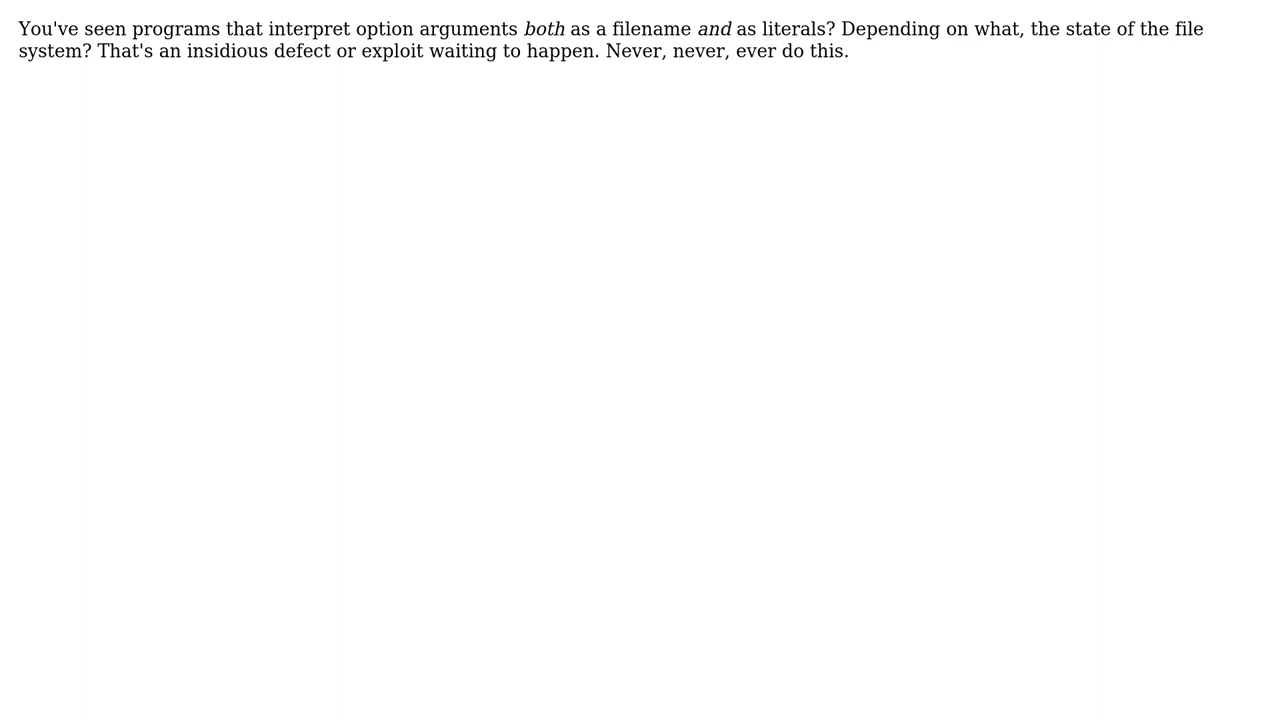 You've seen programs that interpret option arguments both as a filename and as literals? Depending on what, the state of the file
system? That's an insidious defect or exploit waiting to happen. Never, never, ever do this.